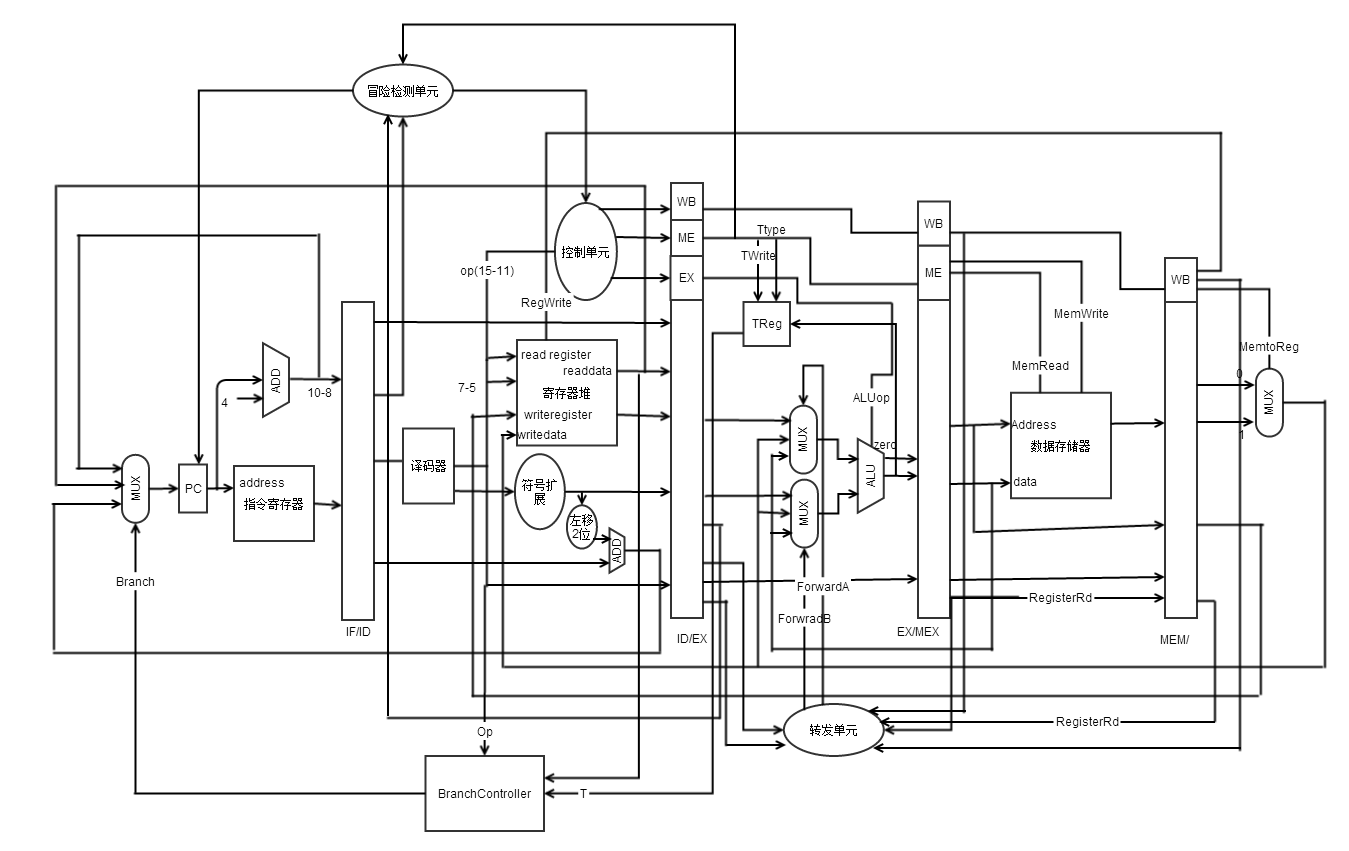 冒险检测单元
WB
ME
EX
控制单元
op(15-11)
RegWrite
Ttype
TWrite
TReg
WB
ME
MemWrite
MemRead
WB
MemtoReg
0
1
MUX
ADD
4
10-8
7-5
read register
readdata
寄存器堆
writeregister
writedata
ALUop
zero
MUX
ALU
MUX
Address
数据存储器
data
MUX
PC
address
指令寄存器
译码器
符号扩
展
左移
2位
ADD
Branch
ForwardA
ForwradB
RegisterRd
IF/ID
ID/EX
EX/MEX
MEM/
Op
转发单元
RegisterRd
BranchController
T